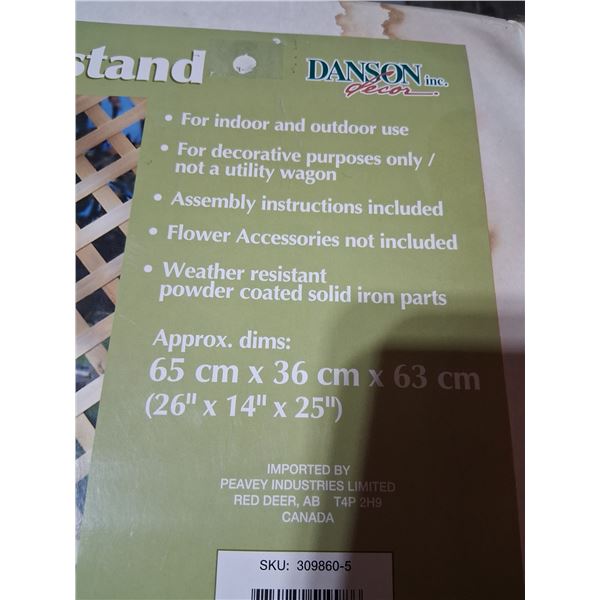 stand
DANSON inc.
decor
• For indoor and outdoor use
• For decorative purposes only /
not a utility wagon
• Assembly instructions included
• Flower Accessories not included
• Weather resistant
powder coated solid iron parts
Approx. dims:
65 cm x 36 cm x 63 cm
(26" x 14" x 25")
IMPORTED BY
PEAVEY INDUSTRIES LIMITED
RED DEER, AB T4P 2H9
CANADA
SKU: 309860-5